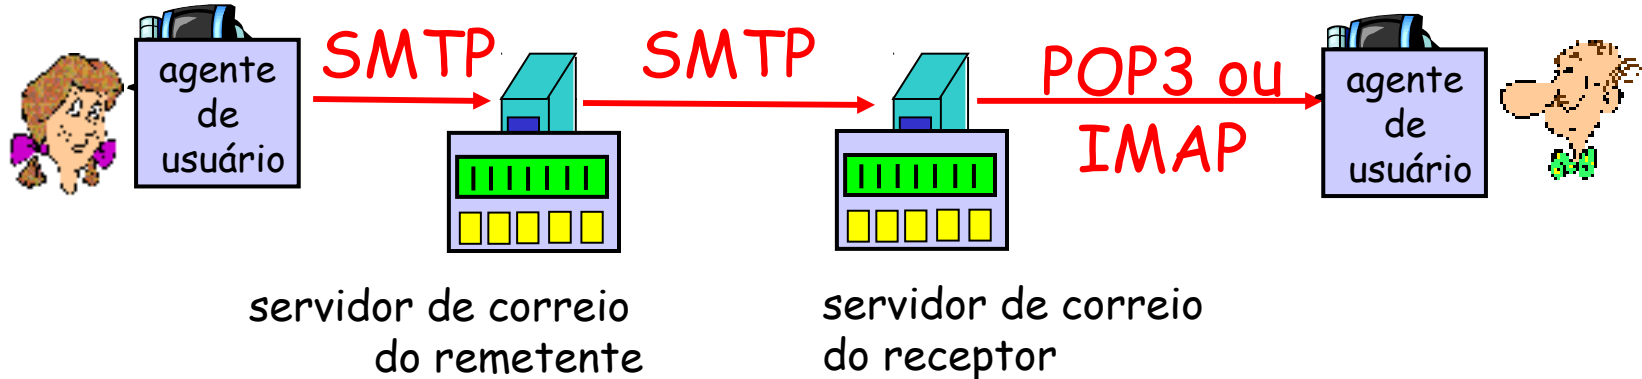 agente
de
usuário
SMTP
SMTP
POP3 ou
IMAP
agente
de
usuário
servidor de correio
do remetente
servidor de correio
do receptor